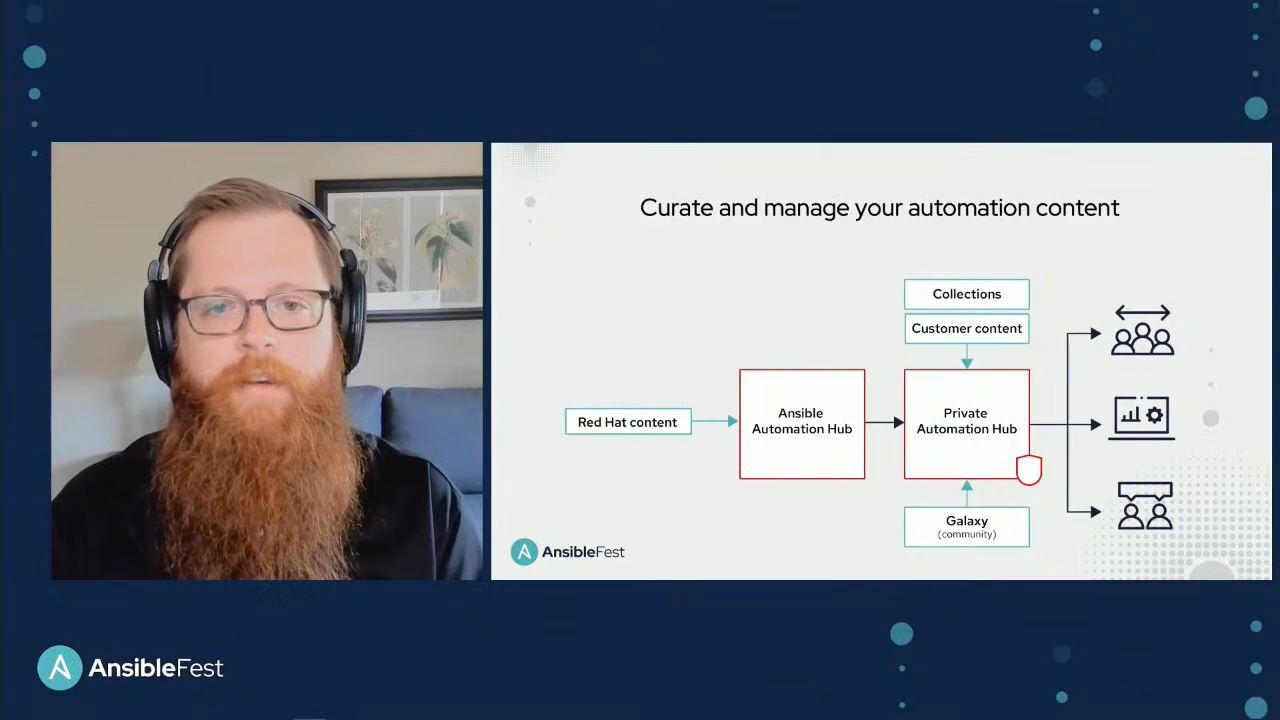 Curate and manage your automation content
Collections
Customer content
Red Hat content
Ansible
Automation Hub
Private
Automation Hub
Galaxy
(community)
AnsibleFest
AnsibleFest